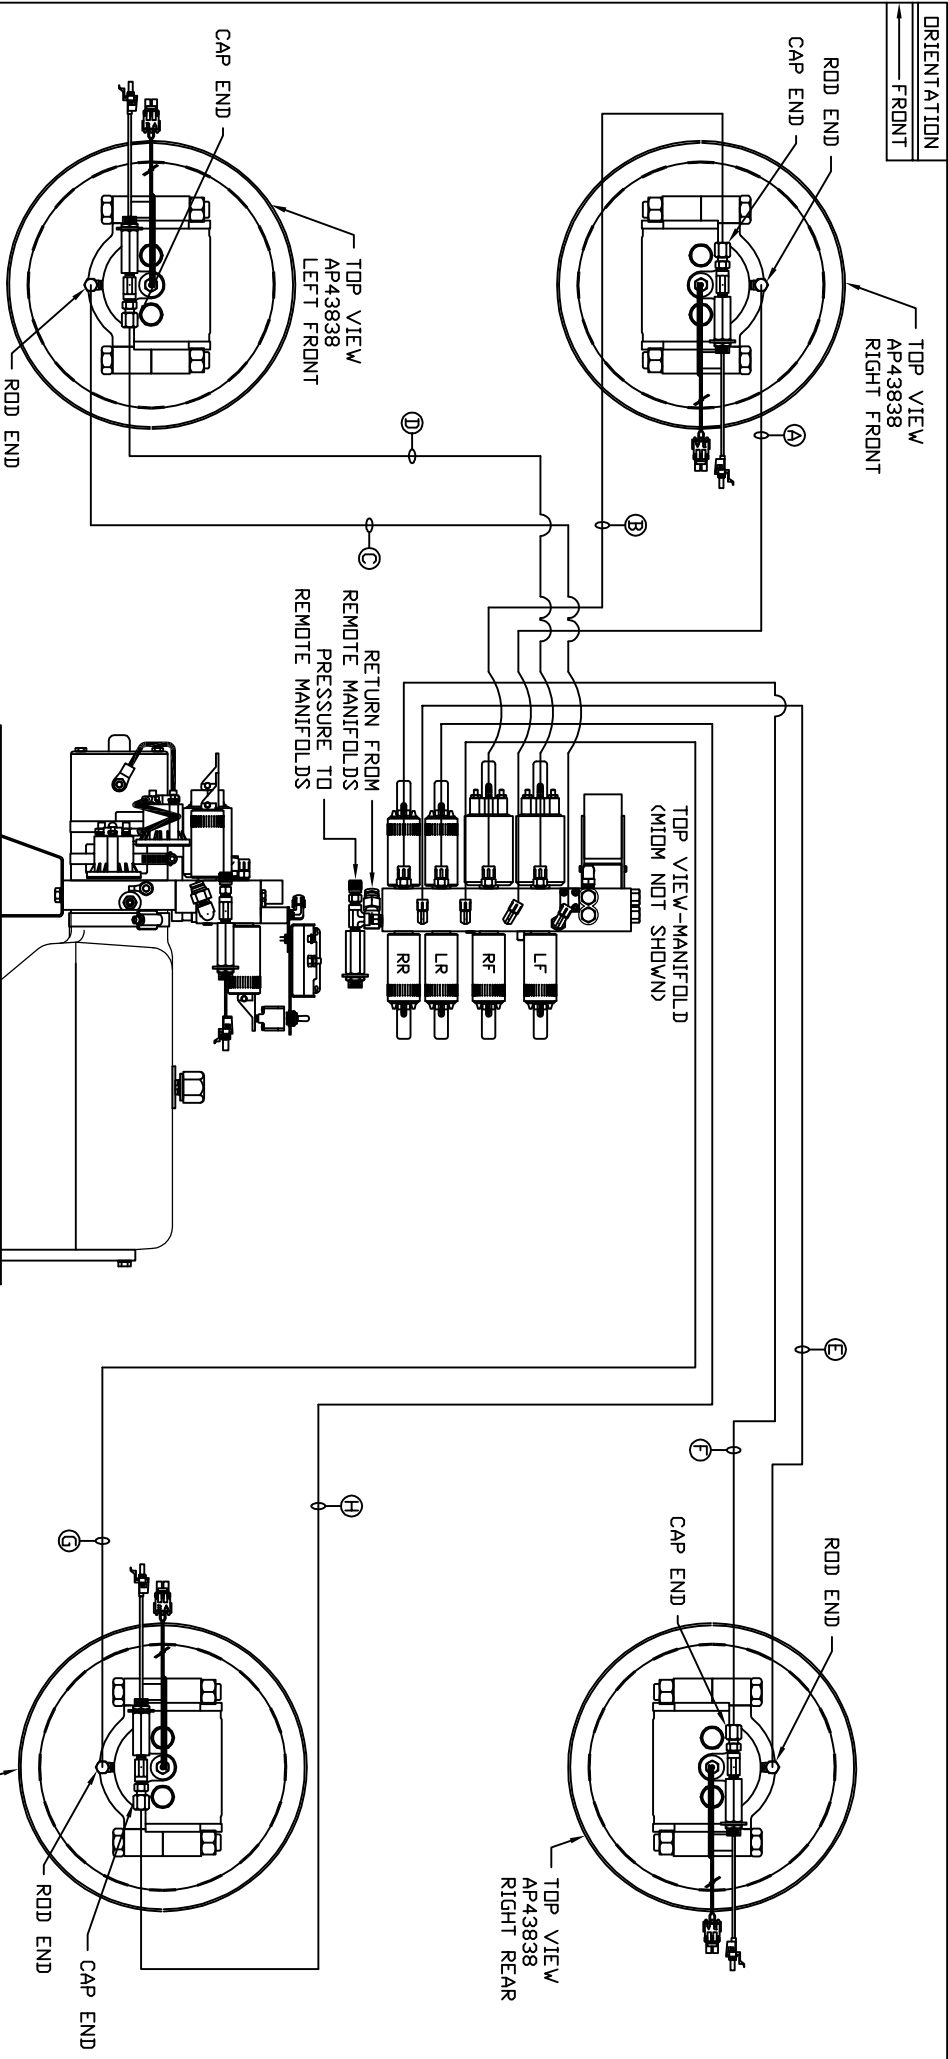 ORIENTATION
FRONT
ROD END
CAP END
TOP VIEW
AP43838
RIGHT FRONT
A
B
CAP END
TOP VIEW
AP43838
LEFT FRONT
ROD END
D
C
RETURN FROM
REMOTE MANIFOLDS
PRESSURE TO
REMOTE MANIFOLDS
TOP VIEW-MANIFOLD
(MIOM NOT SHOWN)
LF
RF
LR
RR
E
F
H
G
ROD END
CAP END
TOP VIEW
AP43838
RIGHT REAR
ROD END
CAP END